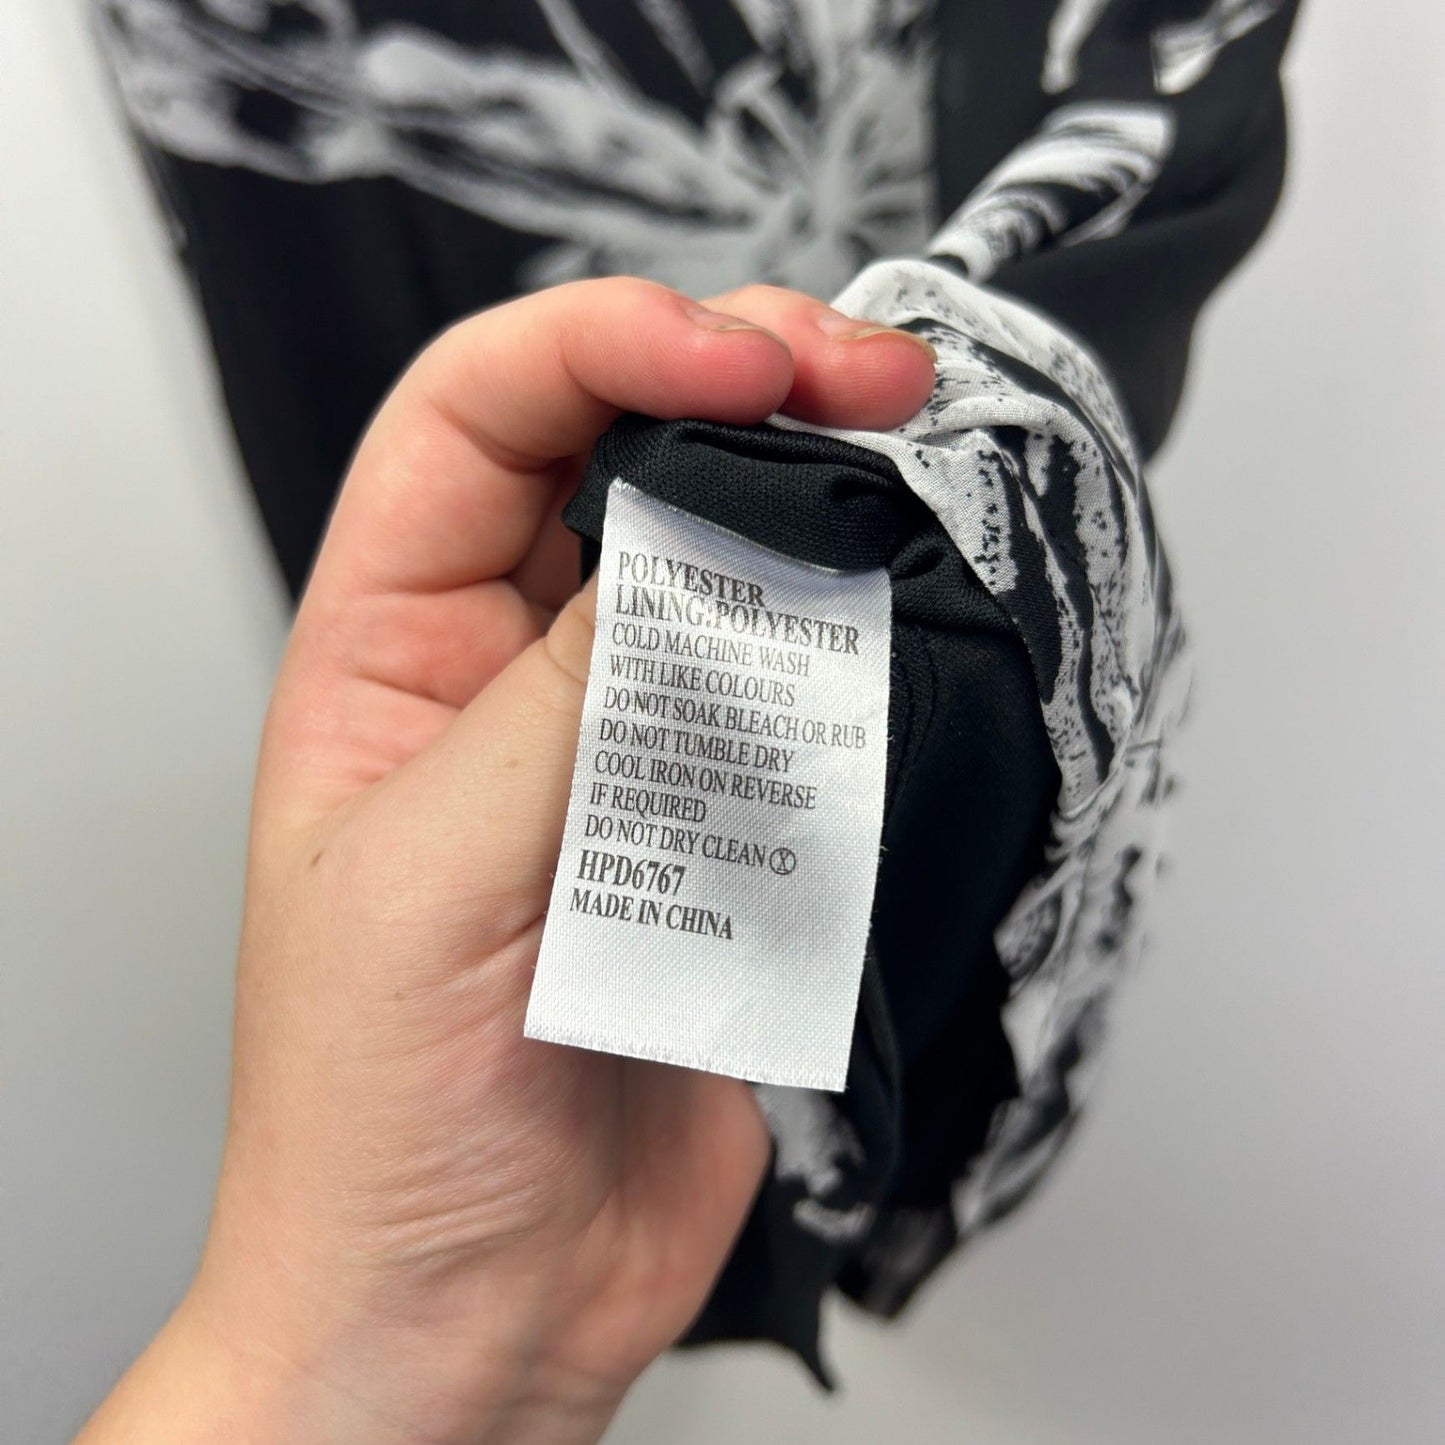 POLYESTER
LINING:POLYESTER
COLD MACHINE WASH
WITH LIKE COLOURS
DO NOT SOAK BLEACH OR RUB
DO NOT TUMBLE DRY
COOL IRON ON REVERSE
IF REQUIRED
DO NOT DRY CLEAN Ⓧ
HPD6767
MADE IN CHINA